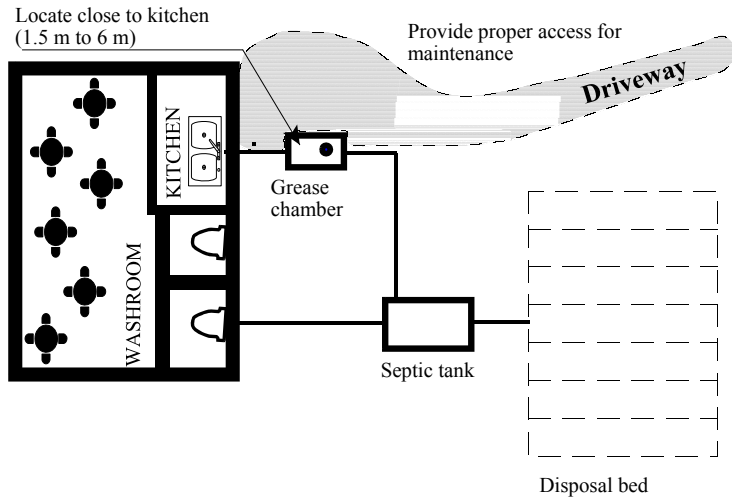 Locate close to kitchen
(1.5 m to 6 m)
Provide proper access for
maintenance
Driveway
KITCHEN
Grease
chamber
WASHROOM
Septic tank
Disposal bed